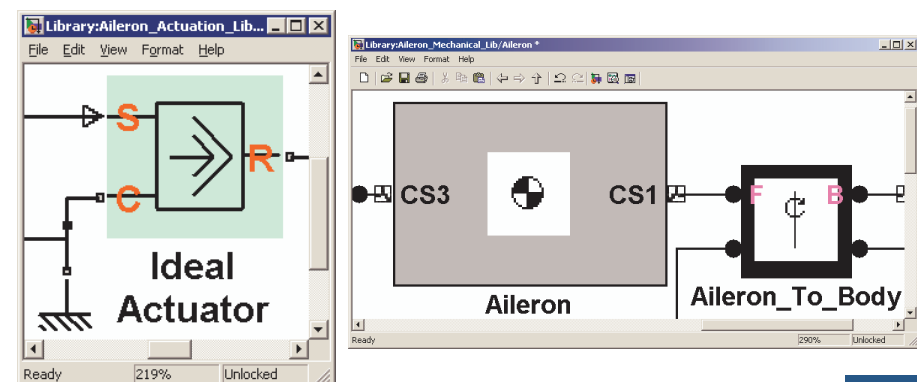 Library:Aileron_Actuation_Lib...
File Edit View Format Help
S
C
R
Ideal
Actuator
Ready 219% Unlocked
Library:Aileron_Mechanical_Lib/Aileron *
File Edit View Format Help
CS3 CS1 F B
Aileron Aileron_To_Body
Ready 290% Unlocked